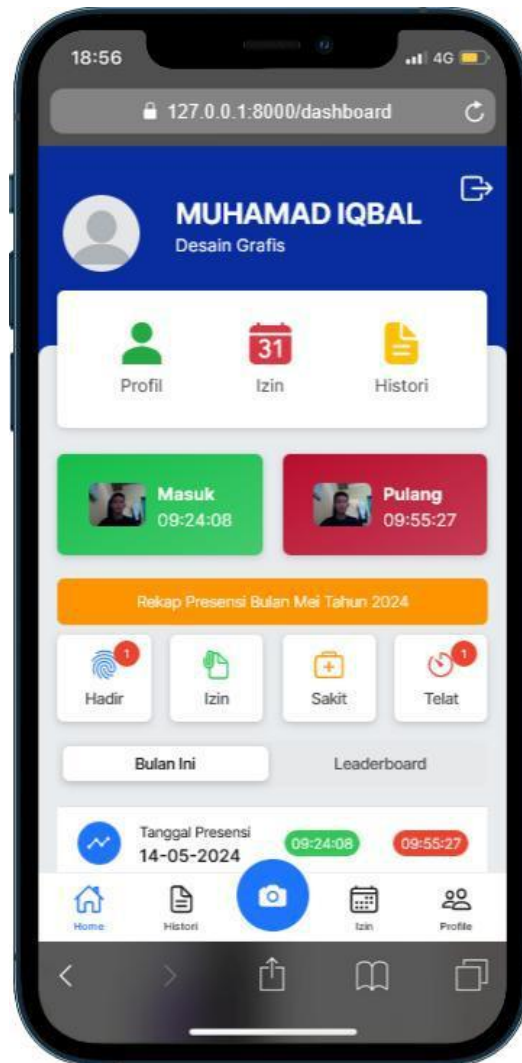 18:56
4G
127.0.0.1:8000/dashboard
MUHAMAD IQBAL
Desain Grafis
31
Profil Izin Histori
Masuk
09:24:08
Pulang
09:55:27
Rekap Presensi Bulan Mei Tahun 2024
1 1
Hadir Izin Sakit Telat
Bulan Ini Leaderboard
Tanggal Presensi
14-05-2024
09:24:08 09:55:27
Home Histori Izin Profile